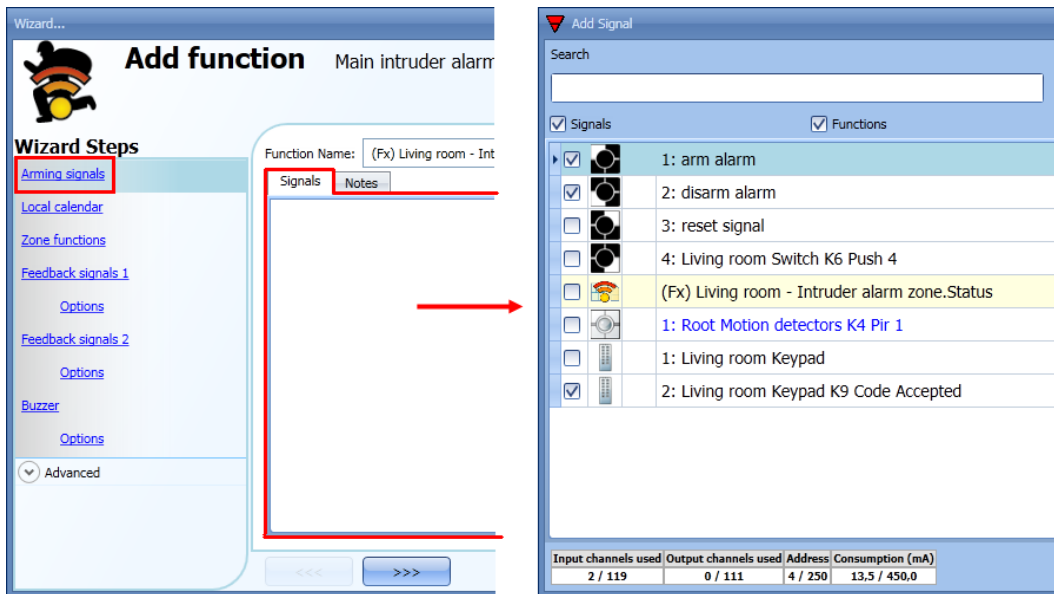 Wizard...
Add function Main intruder alarm
Wizard Steps
Arming signals
Local calendar
Zone functions
Feedback signals 1
Options
Feedback signals 2
Options
Buzzer
Options
Advanced
Function Name: (Fx) Living room - Int
Signals Notes
<<< >>>
Add Signal
Search
Signals Functions
1: arm alarm
2: disarm alarm
3: reset signal
4: Living room Switch K6 Push 4
(Fx) Living room - Intruder alarm zone.Status
1: Root Motion detectors K4 Pir 1
1: Living room Keypad
2: Living room Keypad K9 Code Accepted
Input channels used Output channels used Address Consumption (mA)
2 / 119 0 / 111 4 / 250 13,5 / 450,0